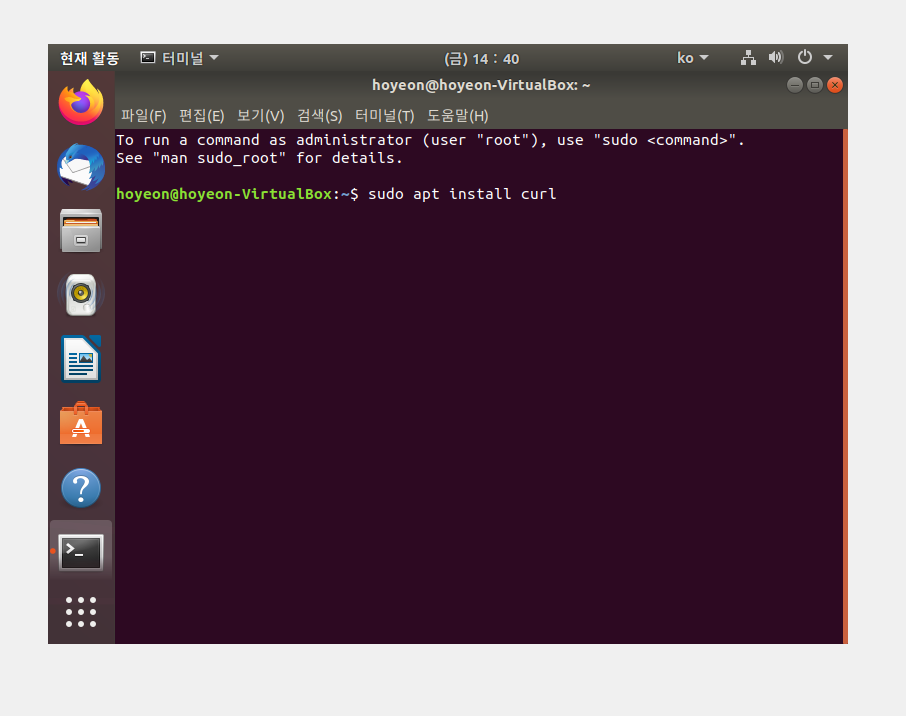 현재 활동 터미널 (금) 14 : 40 ko
hoyeon@hoyeon-VirtualBox: ~
파일(F) 편집(E) 보기(V) 검색(S) 터미널(T) 도움말(H)
To run a command as administrator (user "root"), use "sudo <command>".
See "man sudo_root" for details.
hoyeon@hoyeon-VirtualBox:~$ sudo apt install curl